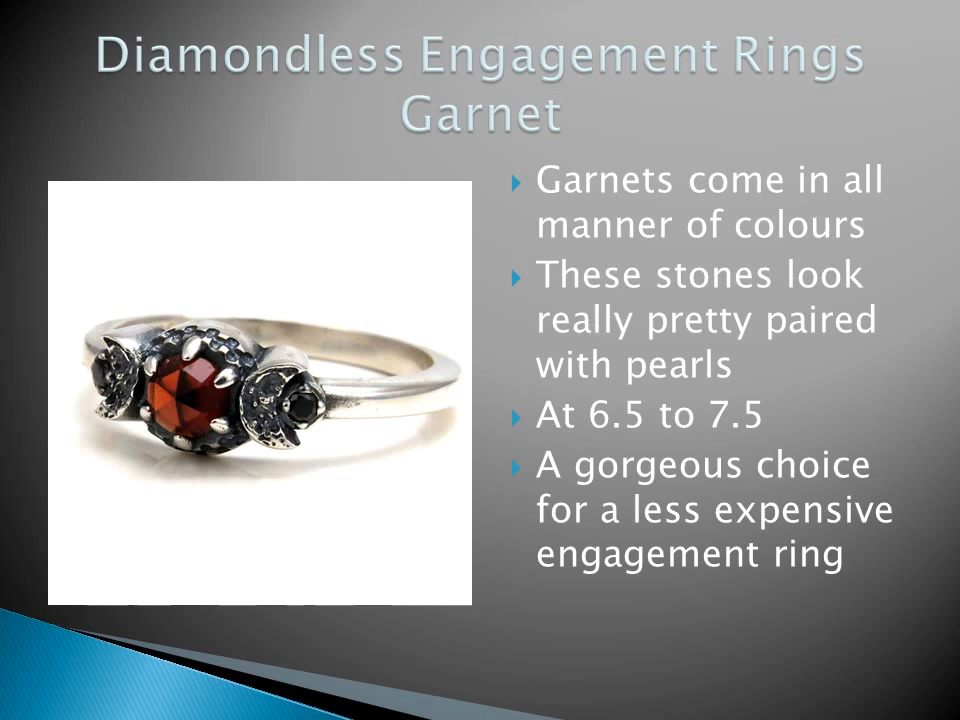 Diamondless Engagement Rings
Garnet
Garnets come in all
manner of colours
These stones look
really pretty paired
with pearls
At 6.5 to 7.5
A gorgeous choice
for a less expensive
engagement ring